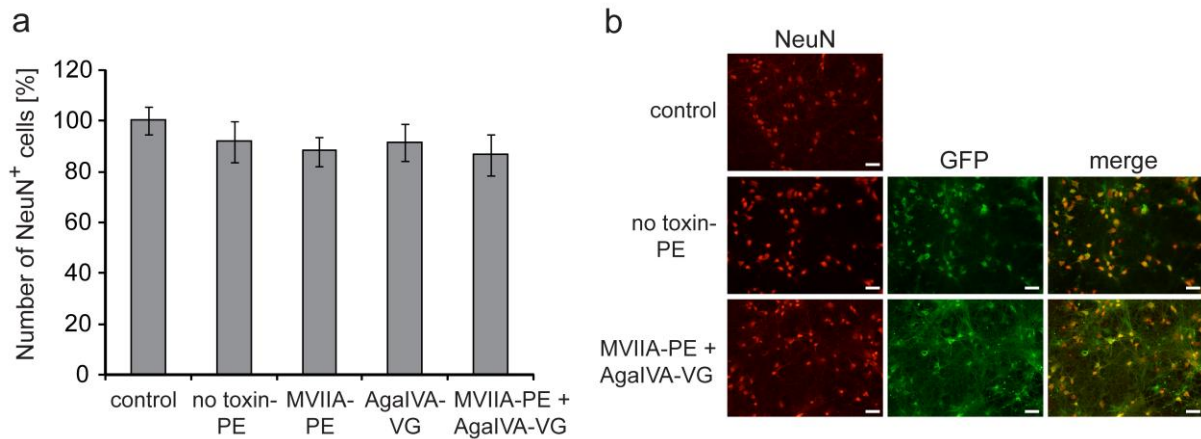 a
Number of NeuN+ cells [%]
120
100
80
60
40
20
0
control
no toxin-
PE
MVIIA-
PE
AgaIVA-
VG
MVIIA-PE +
AgaIVA-VG
b
NeuN
control
GFP
merge
no toxin-
PE
MVIIA-PE +
AgaIVA-VG